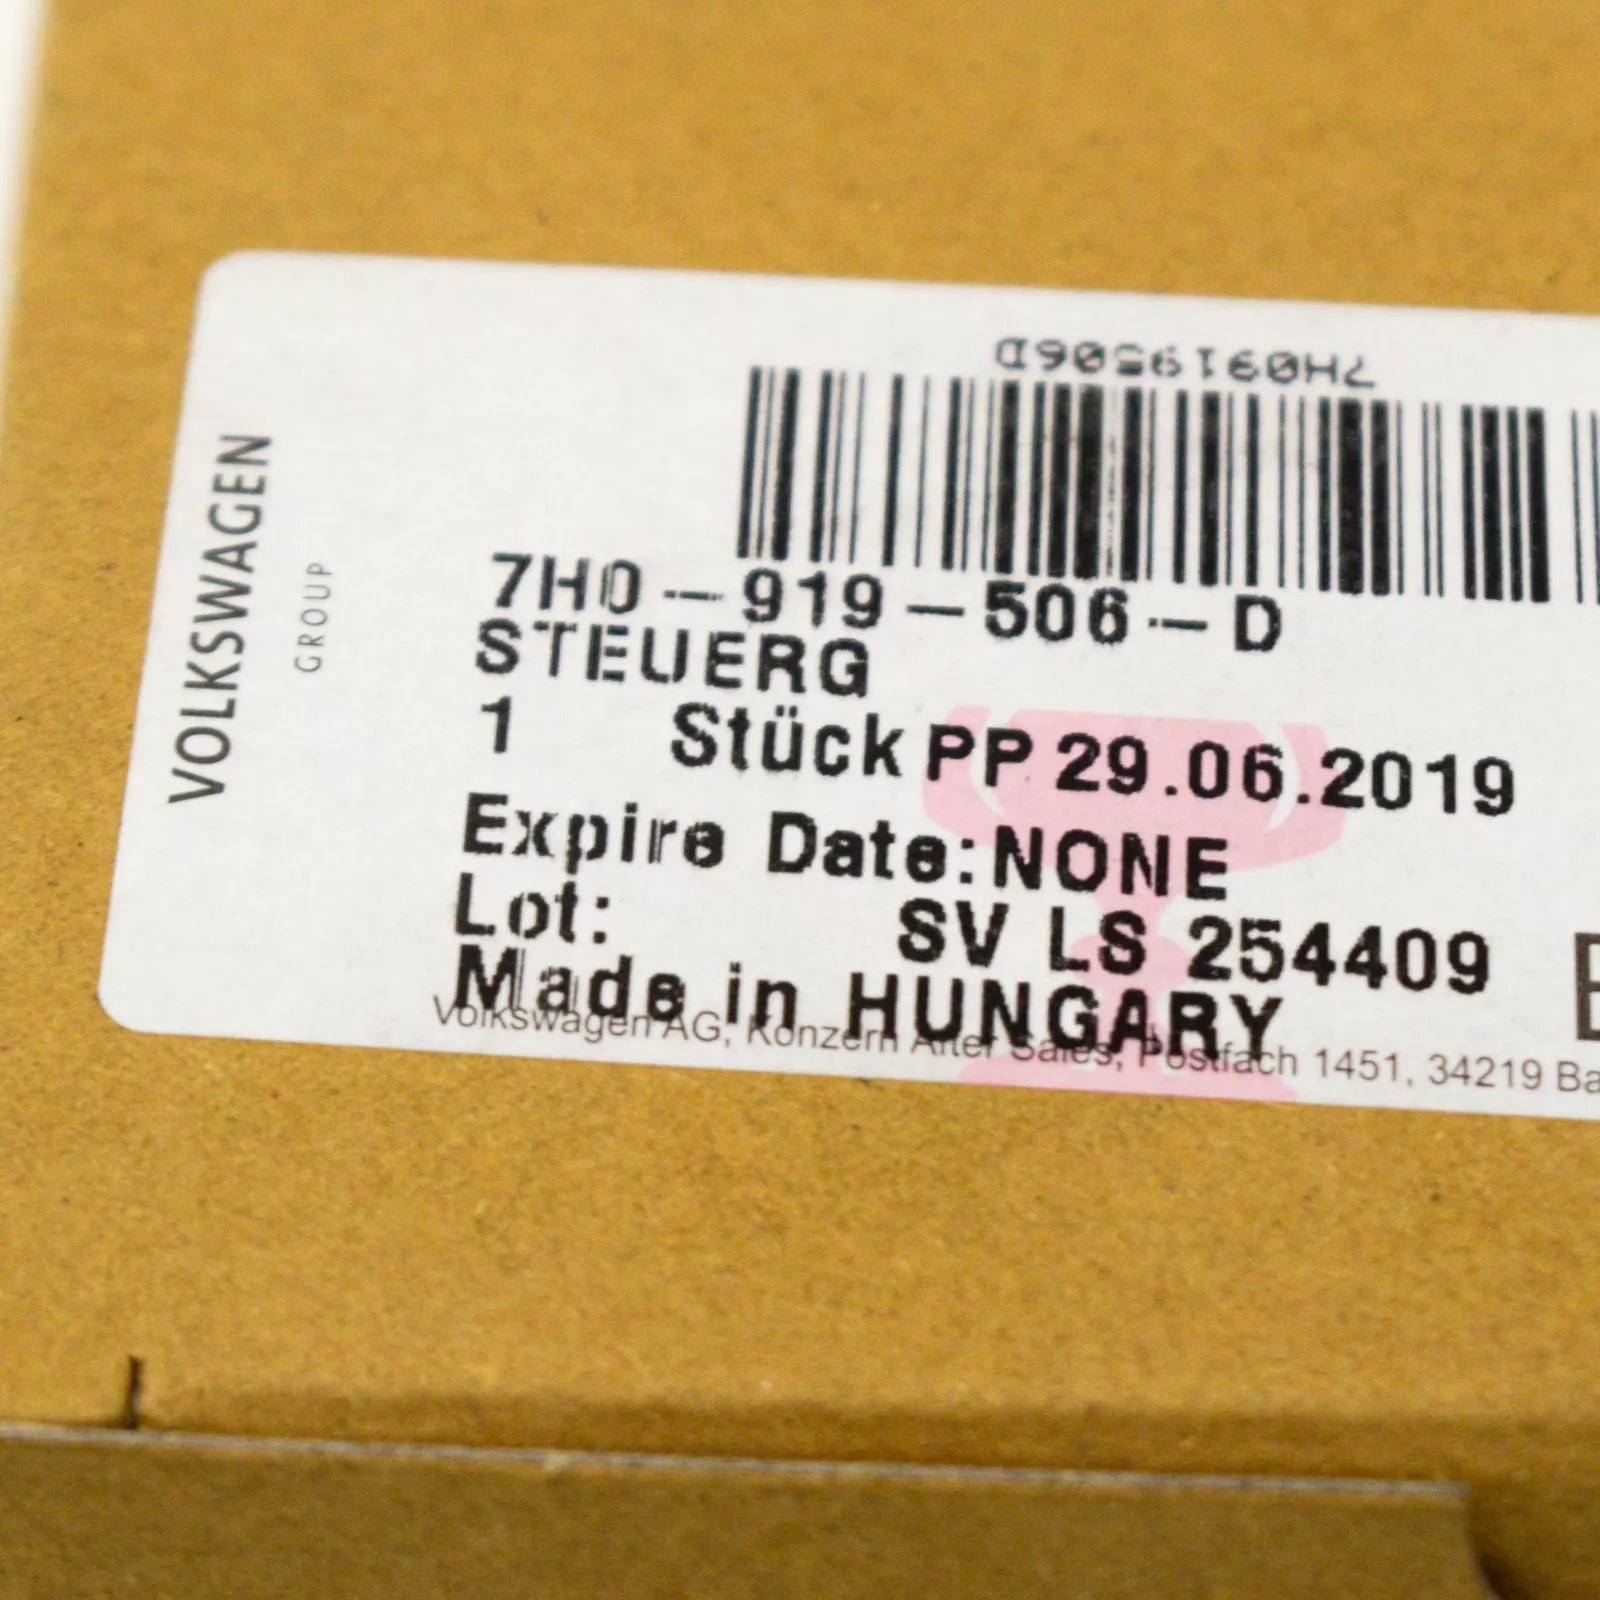 VOLKSWAGEN
GROUP
7H0919506D
7H0-919-506-D
STEUERG
1 Stück PP 29.06.2019
Expire Date:NONE
Lot: SV LS 254409
Made in HUNGARY
Volkswagen AG, Konzern After Sales, Postfach 1451, 34219